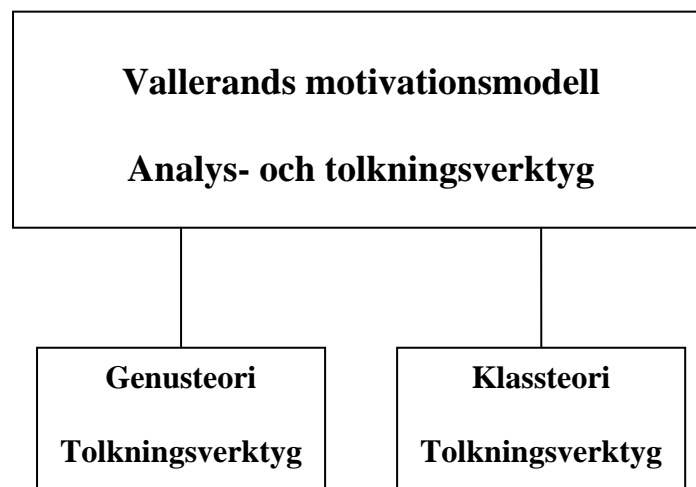 Vallerands motivationsmodell
Analys- och tolkningsverktyg
Genusteori
Tolkningsverktyg
Klassteori
Tolkningsverktyg